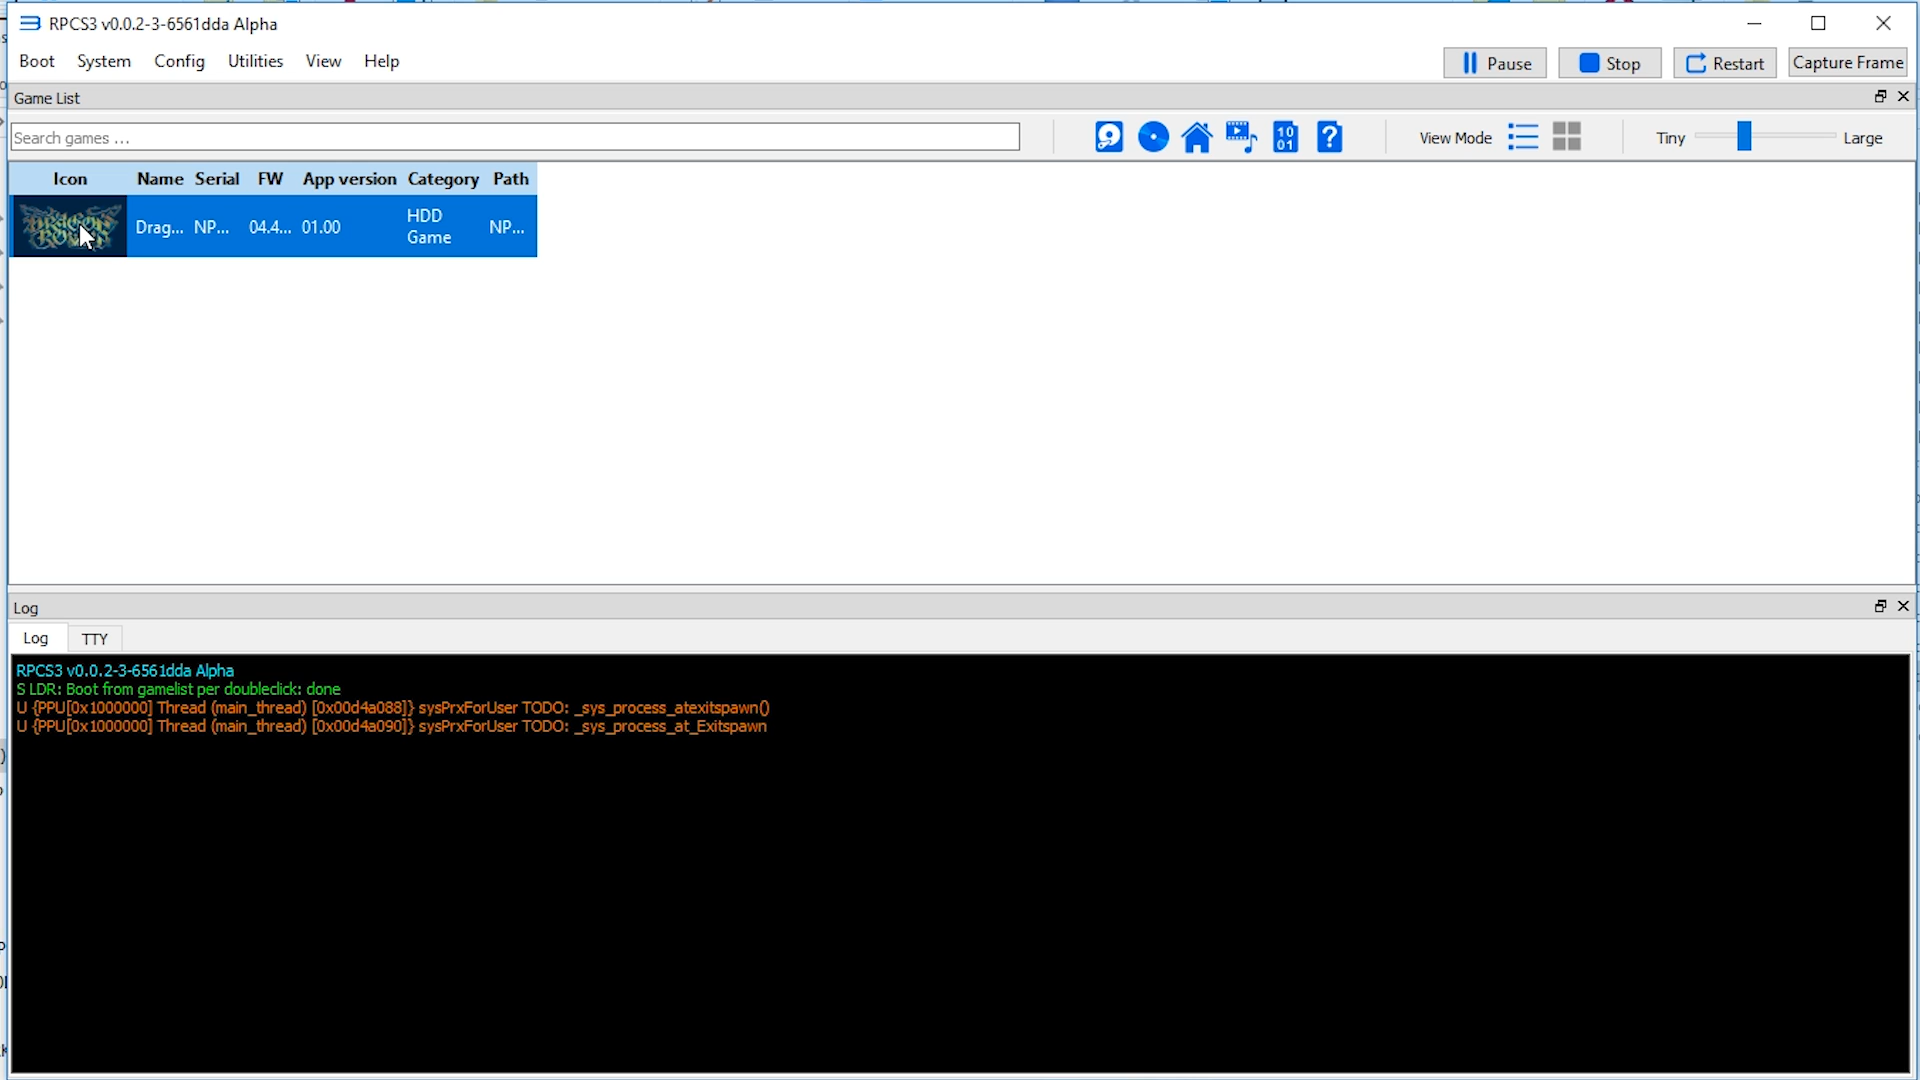 RPCS3 v0.0.2-3-6561dda Alpha
Boot System Config Utilities View Help
Pause Stop Restart Capture Frame
Game List
Search games ...
10
01
?
View Mode
Tiny Large
Icon Name Serial FW App version Category Path
DRAGON'S
CROWN
Drag... NP... 04.4... 01.00 HDD
Game
NP...
Log
Log TTY
RPCS3 v0.0.2-3-6561dda Alpha
S LDR: Boot from gamelist per doubleclick: done
U {PPU[0x1000000] Thread (main_thread) [0x00d4a088]} sysPrxForUser TODO: _sys_process_atexitspawn()
U {PPU[0x1000000] Thread (main_thread) [0x00d4a090]} sysPrxForUser TODO: _sys_process_at_Exitspawn